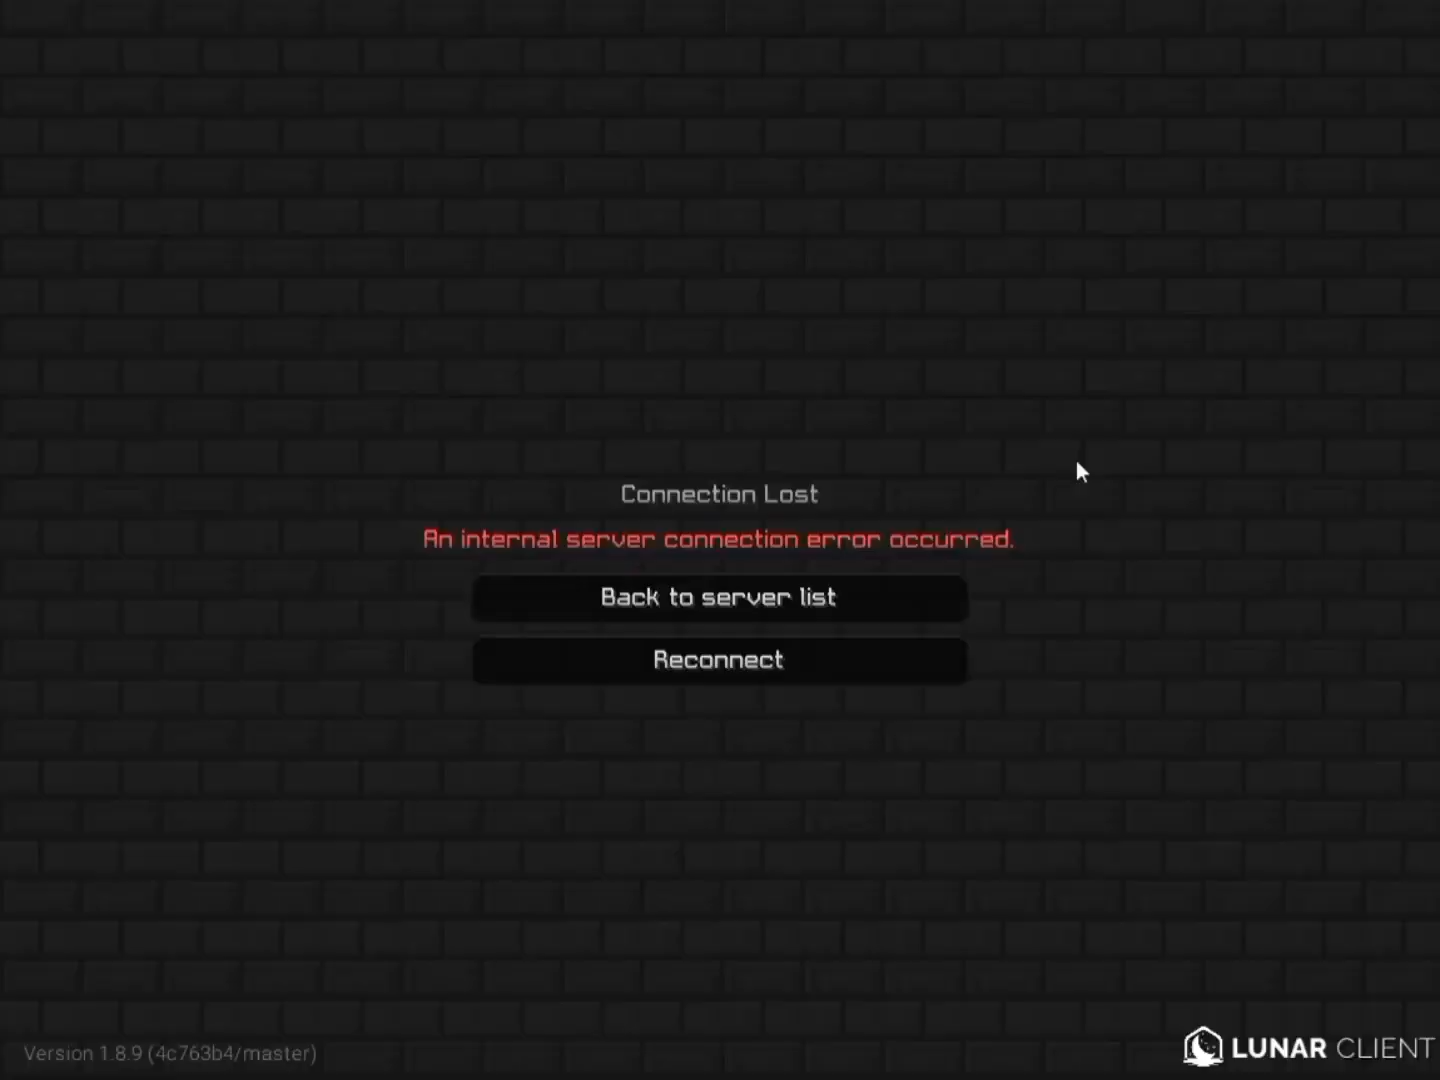 Connection Lost
An internal server connection error occurred.
Back to server list
Reconnect
Version 1.8.9 (4c763b4/master)
LUNAR CLIENT